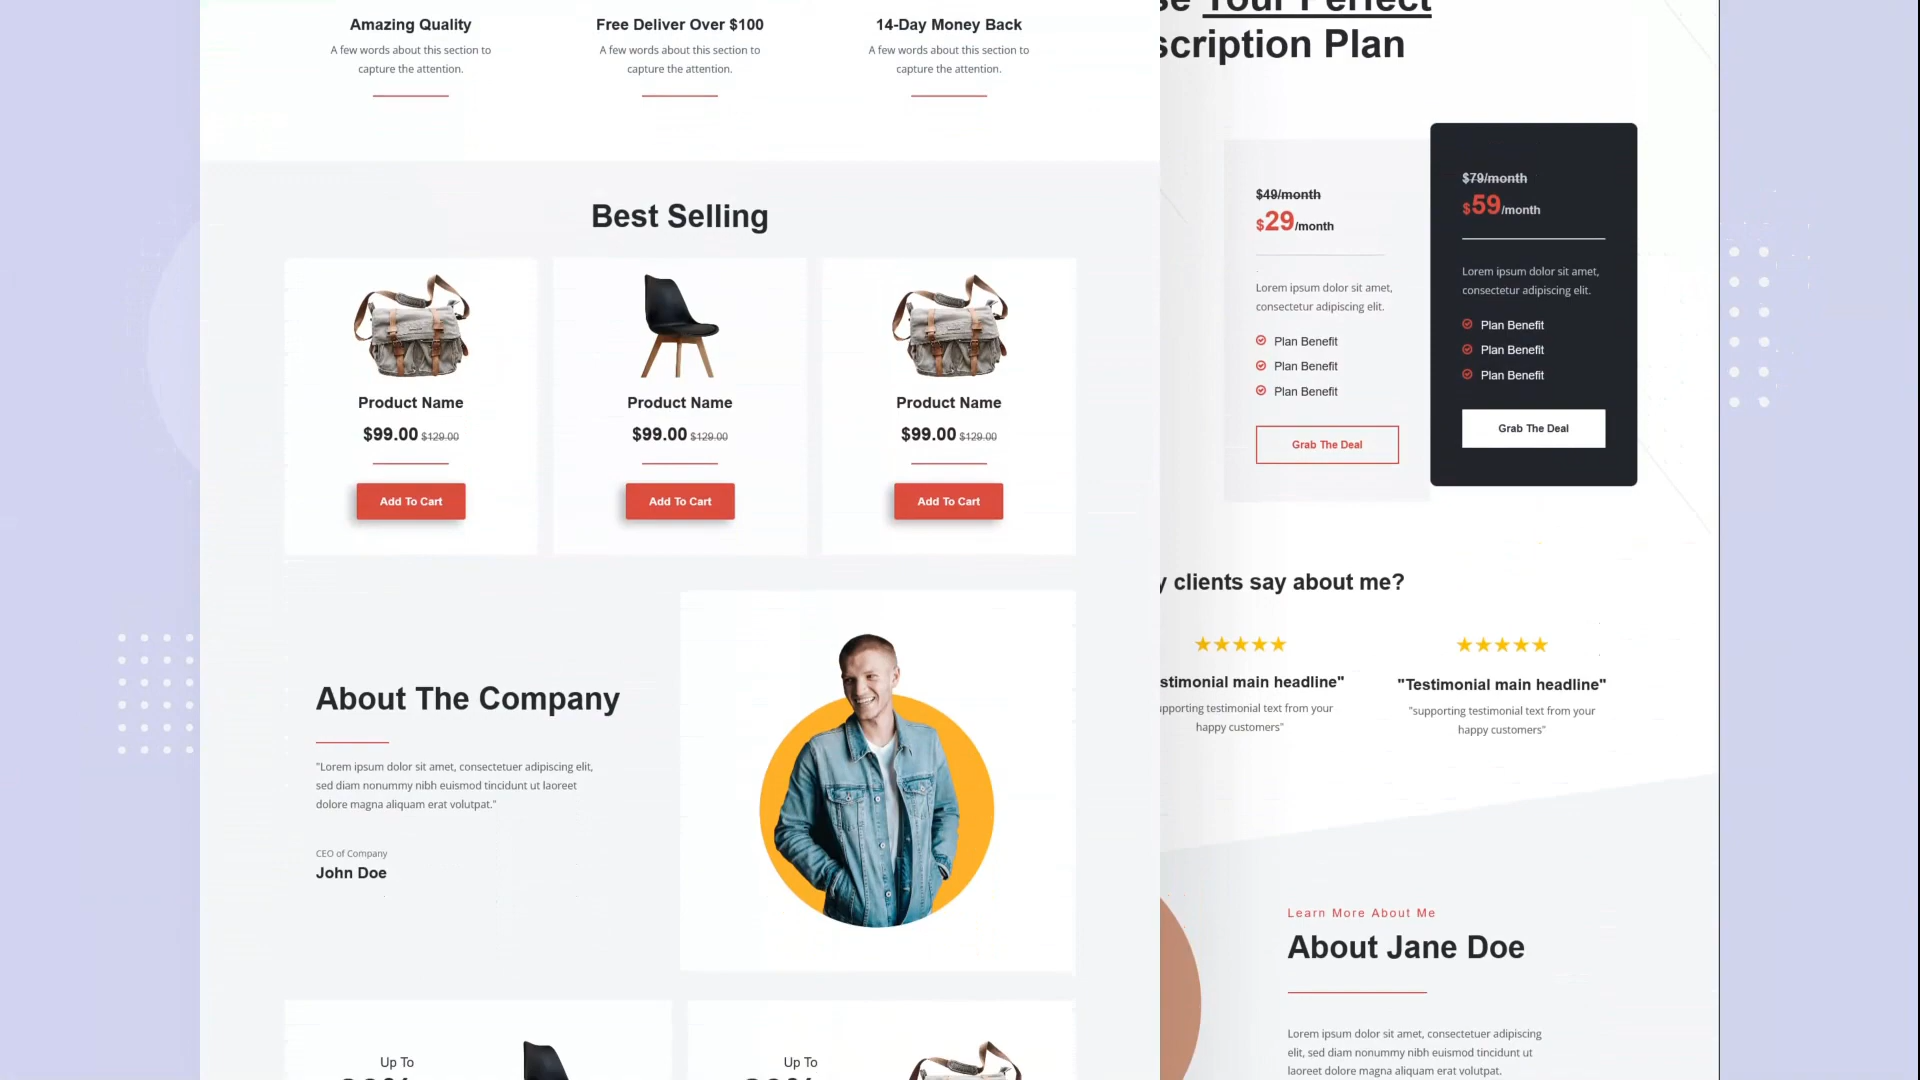 Amazing Quality
A few words about this section to
capture the attention.
Free Deliver Over $100
A few words about this section to
capture the attention.
14-Day Money Back
A few words about this section to
capture the attention.
Best Selling
Product Name
$99.00 $129.00
Add To Cart
Product Name
$99.00 $129.00
Add To Cart
Product Name
$99.00 $129.00
Add To Cart
About The Company
"Lorem ipsum dolor sit amet, consectetuer adipiscing elit,
sed diam nonummy nibh euismod tincidunt ut laoreet
dolore magna aliquam erat volutpat."
CEO of Company
John Doe
Up To
Up To
Your Perfect
scription Plan
$49/month
$29/month
Lorem ipsum dolor sit amet,
consectetur adipiscing elit.
Plan Benefit
Plan Benefit
Plan Benefit
Grab The Deal
$79/month
$59/month
Lorem ipsum dolor sit amet,
consectetur adipiscing elit.
Plan Benefit
Plan Benefit
Plan Benefit
Grab The Deal
y clients say about me?
stimonial main headline"
pporting testimonial text from your
happy customers"
"Testimonial main headline"
"supporting testimonial text from your
happy customers"
Learn More About Me
About Jane Doe
Lorem ipsum dolor sit amet, consectetuer adipiscing
elit, sed diam nonummy nibh euismod tincidunt ut
laoreet dolore magna aliquam erat volutpat.